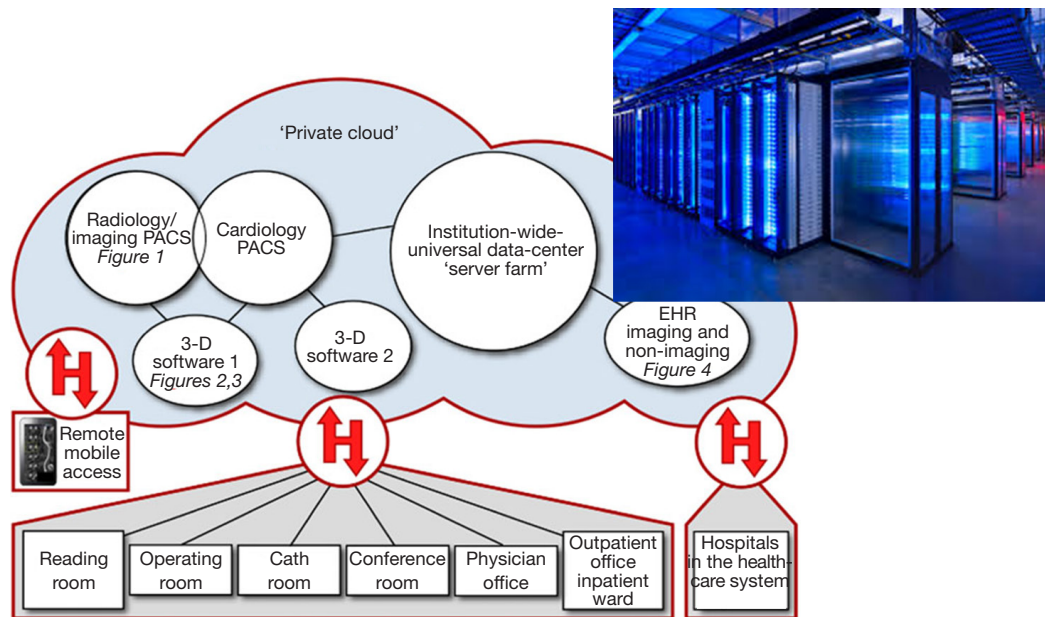 'Private cloud'
Radiology/
imaging PACS
Figure 1
Cardiology
PACS
Institution-wide-
universal data-center
'server farm'
3-D
software 1
Figures 2,3
3-D
software 2
EHR
imaging and
non-imaging
Figure 4
H
H
H
Remote
mobile
access
Reading
room
Operating
room
Cath
room
Conference
room
Physician
office
Outpatient
office
inpatient
ward
Hospitals
in the health-
care system